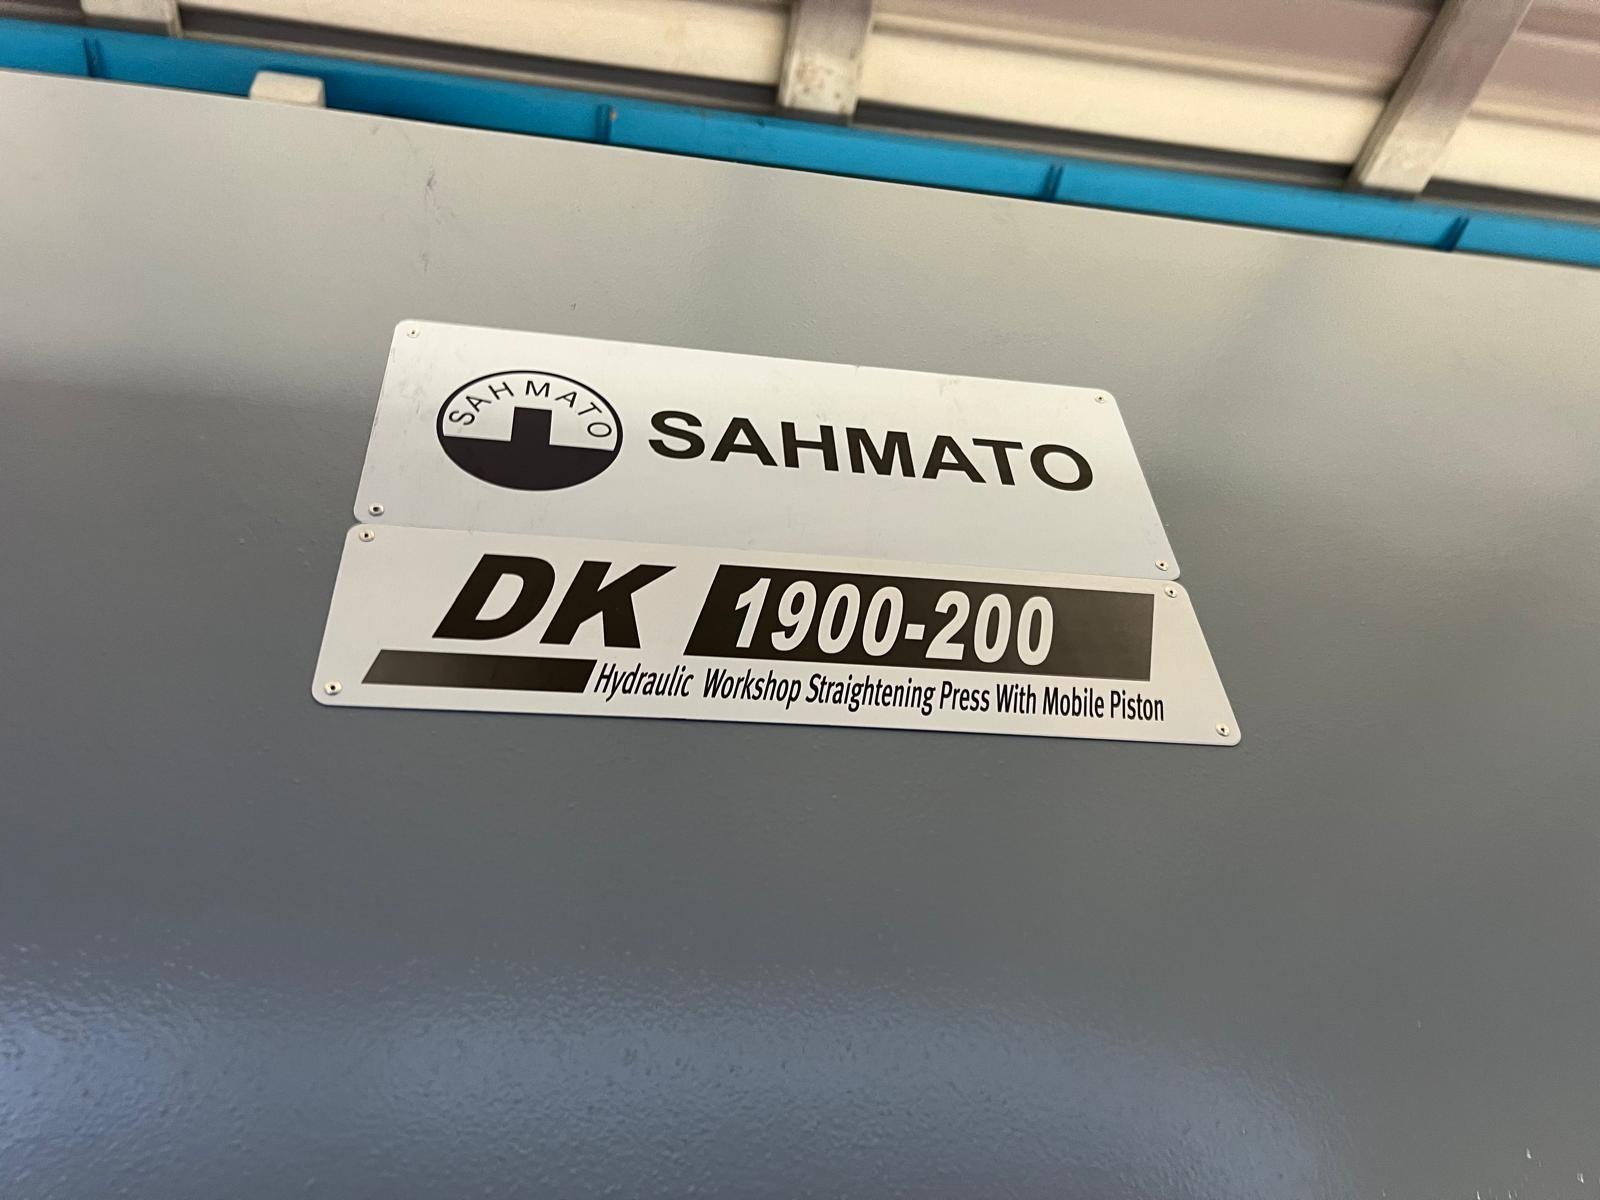 SAHMATO
SAHMATO
DK 1900-200
Hydraulic Workshop Straightening Press With Mobile Piston